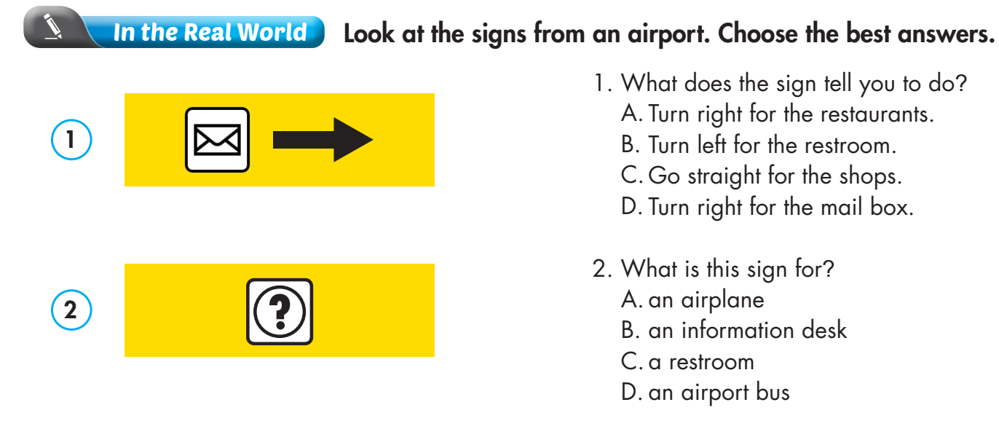 In the Real World Look at the signs from an airport. Choose the best answers.
1
1. What does the sign tell you to do?
A. Turn right for the restaurants.
B. Turn left for the restroom.
C. Go straight for the shops.
D. Turn right for the mail box.
2
?
2. What is this sign for?
A. an airplane
B. an information desk
C. a restroom
D. an airport bus